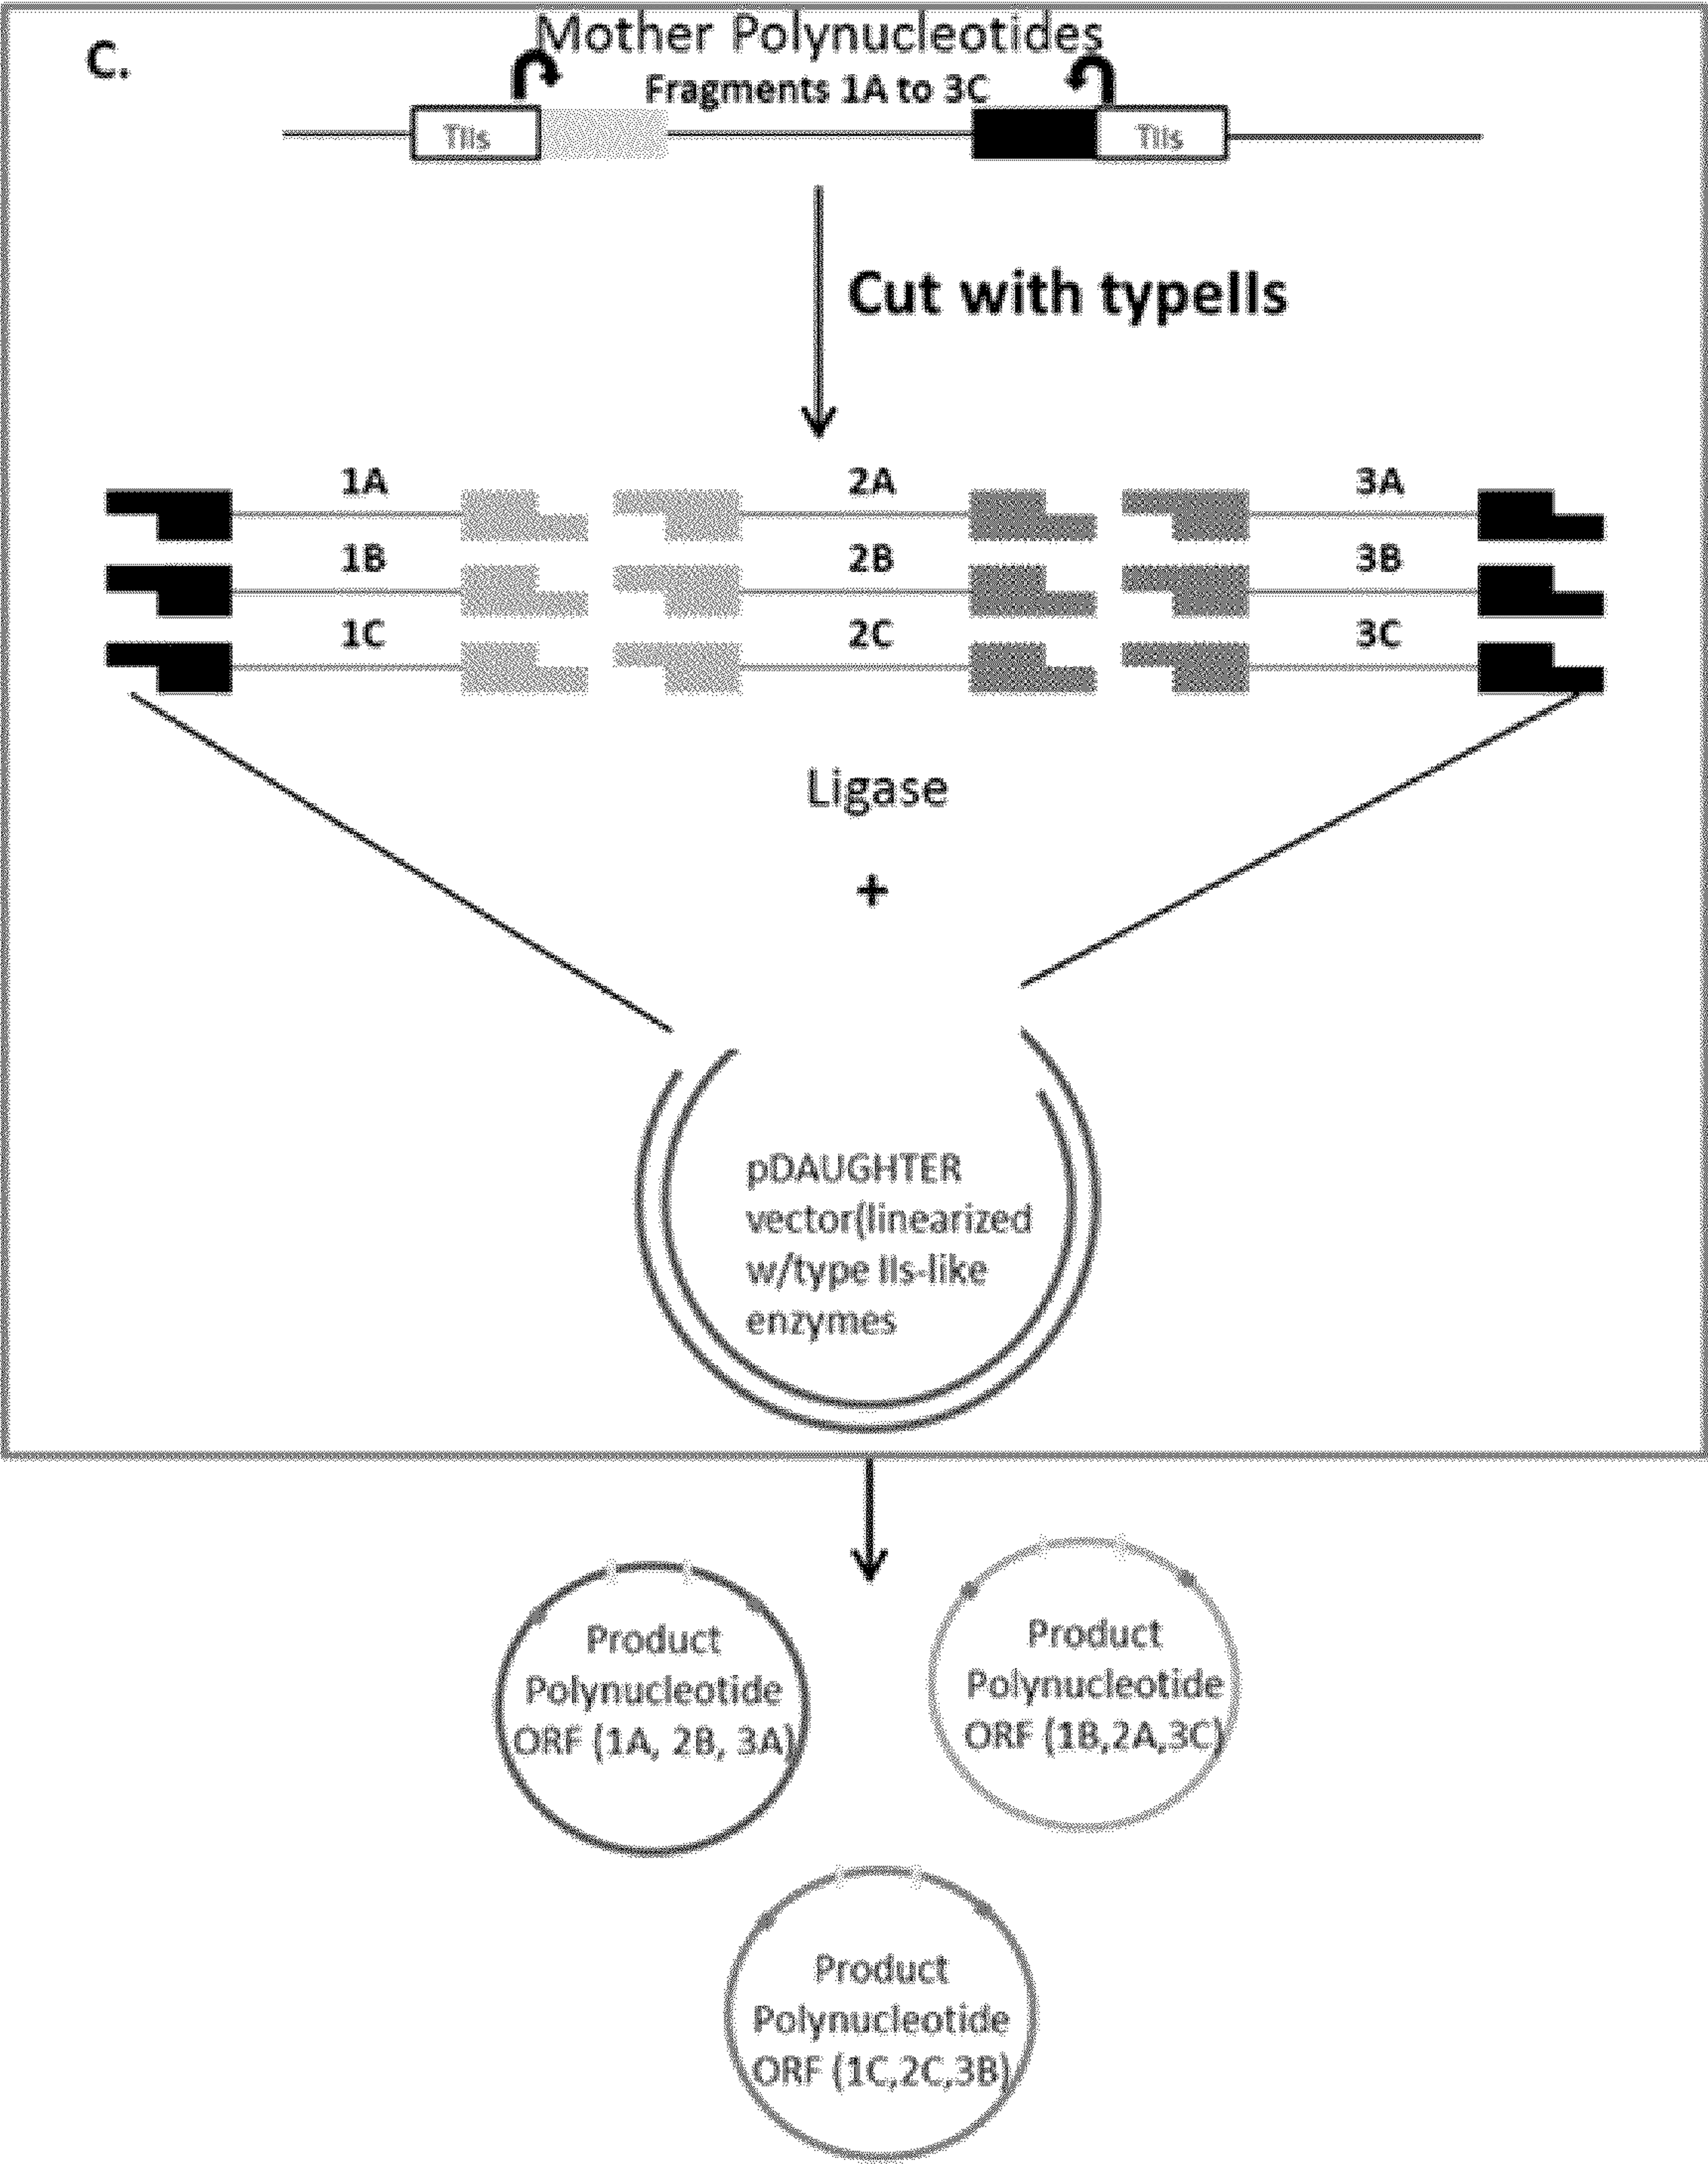 C.
Mother Polynucleotides
Fragments 1A to 3C
TIIs TIIs
Cut with typeIIs
1A 2A 3A
1B 2B 3B
1C 2C 3C
Ligase
+
pDAUGHTER
vector(linearized
w/type IIs-like
enzymes
Product
Polynucleotide
ORF (1A, 2B, 3A)
Product
Polynucleotide
ORF (1B,2A,3C)
Product
Polynucleotide
ORF (1C,2C,3B)